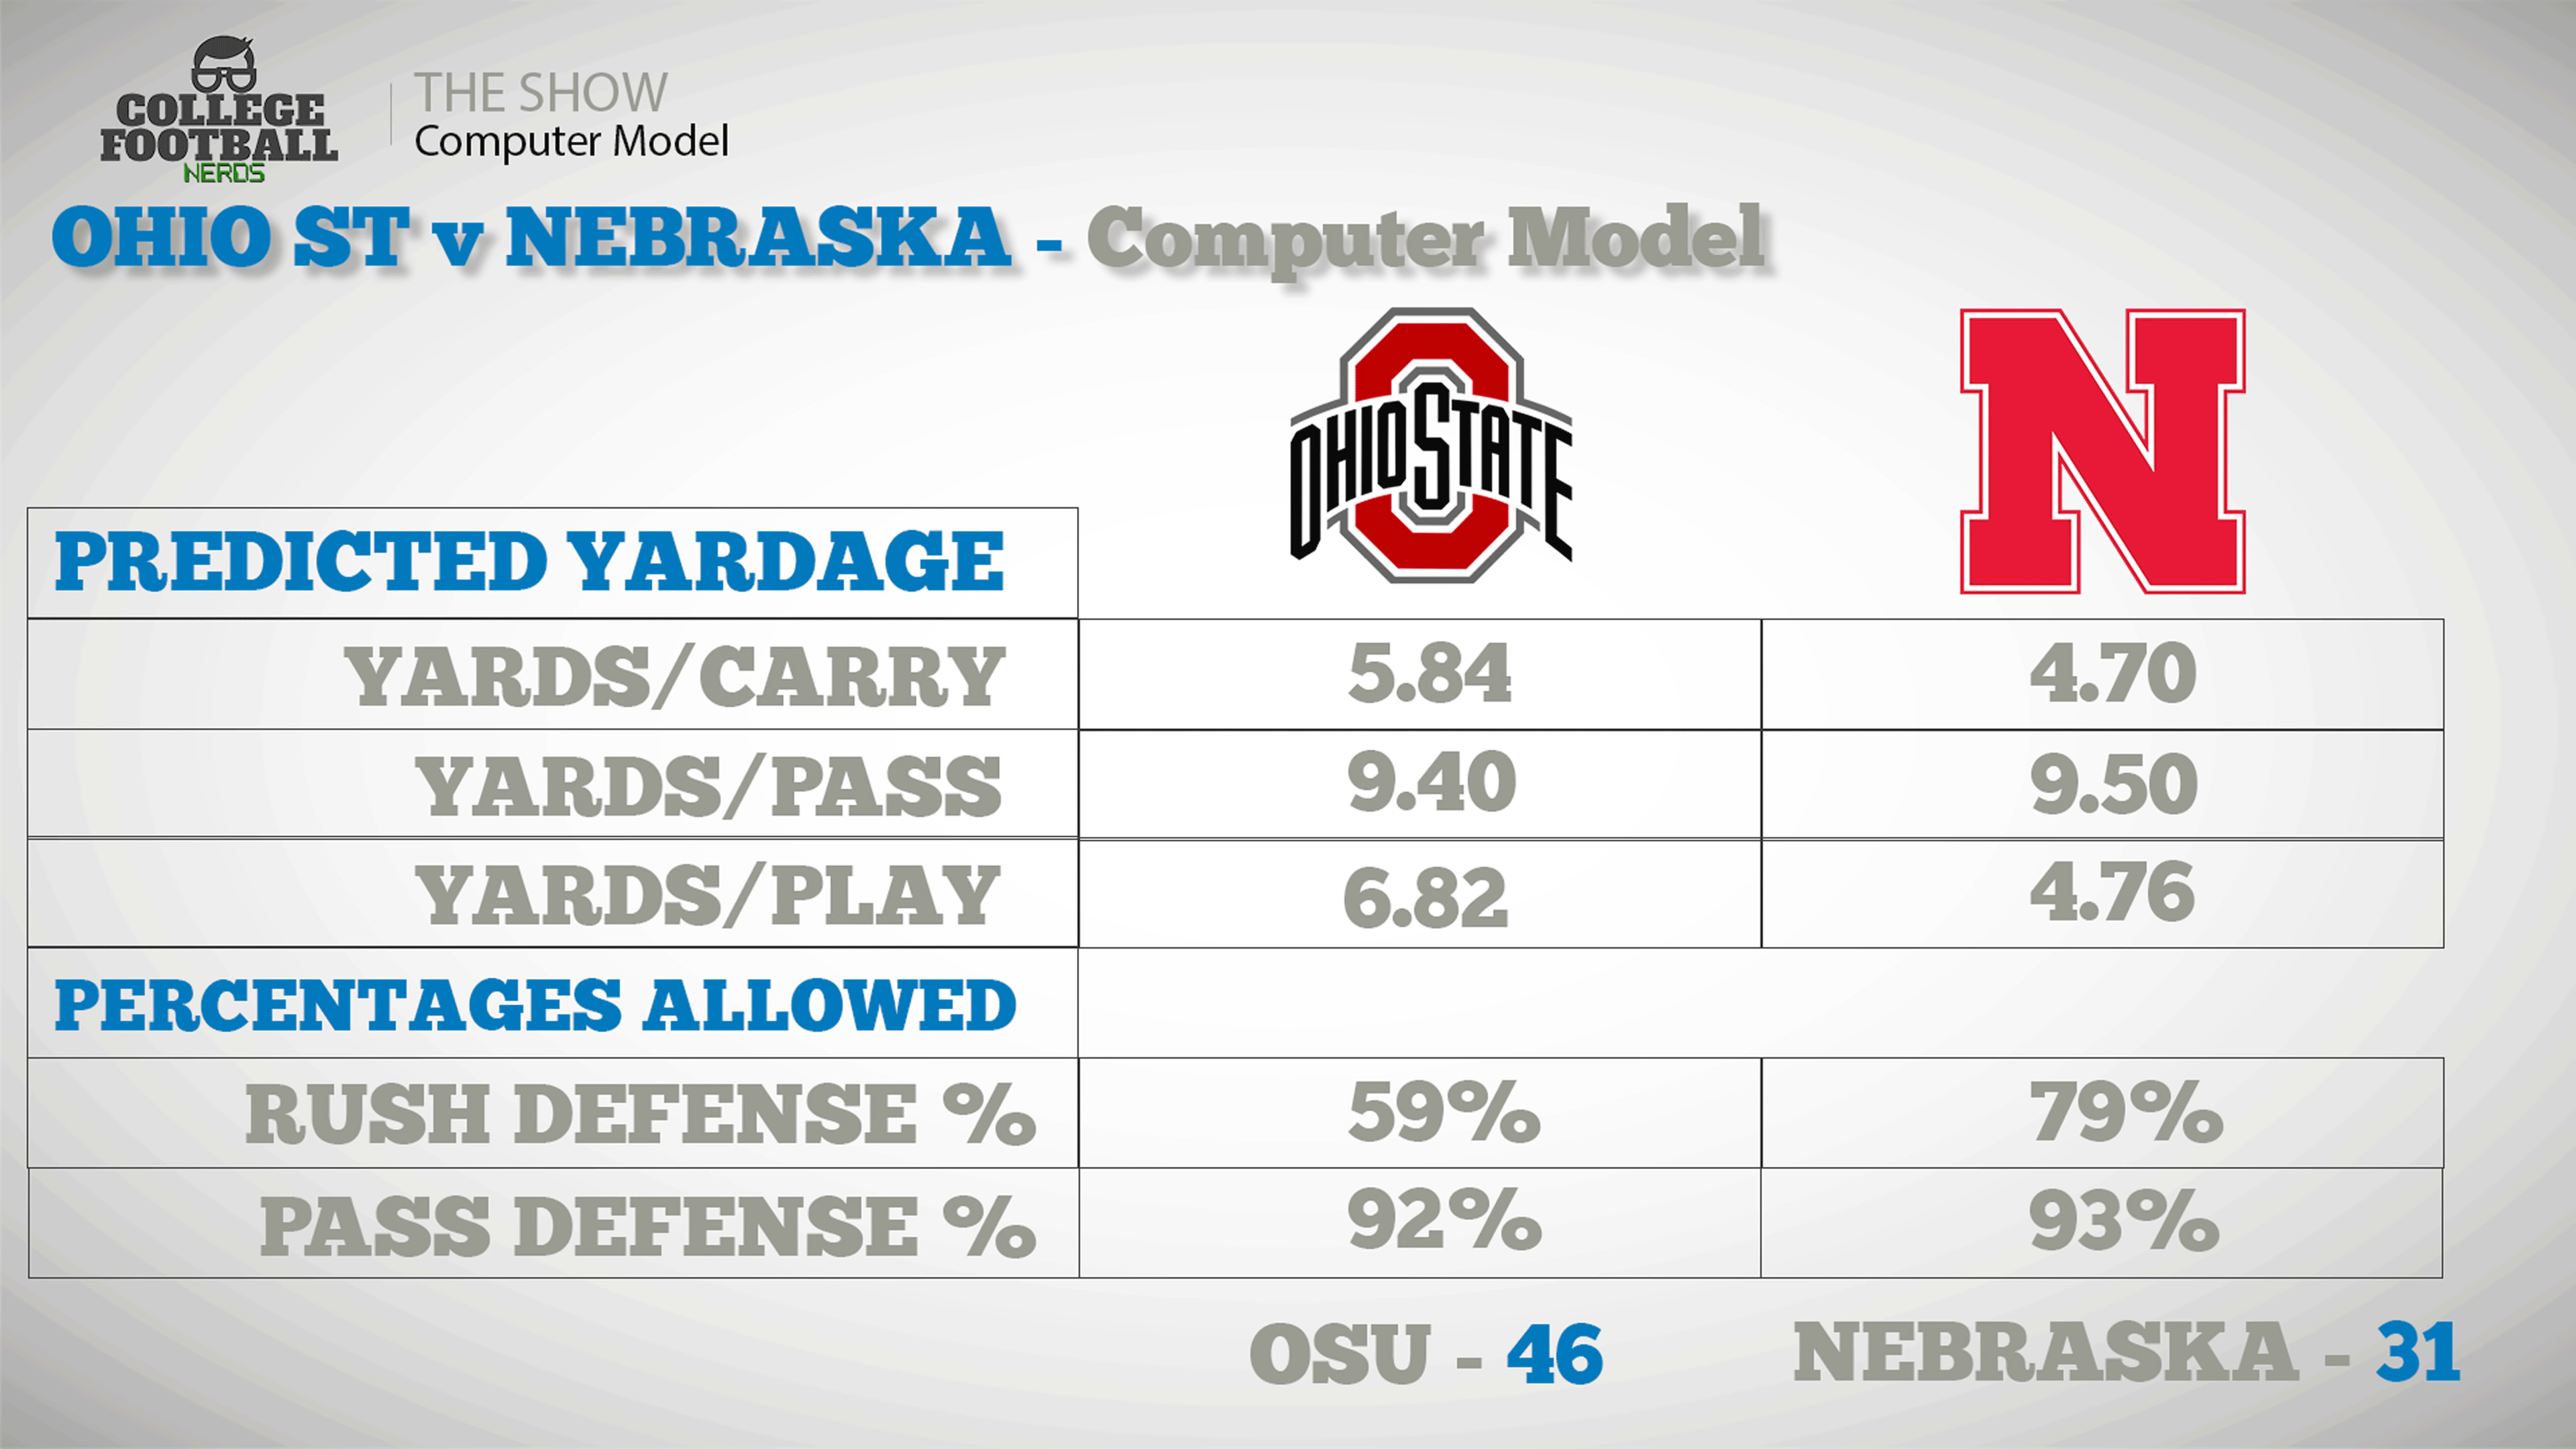 COLLEGE
FOOTBALL
NERDS
THE SHOW
Computer Model
OHIO ST v NEBRASKA - Computer Model
OHIO STATE
N
PREDICTED YARDAGE
YARDS/CARRY 5.84 4.70
YARDS/PASS 9.40 9.50
YARDS/PLAY 6.82 4.76
PERCENTAGES ALLOWED
RUSH DEFENSE % 59% 79%
PASS DEFENSE % 92% 93%
OSU - 46 NEBRASKA - 31